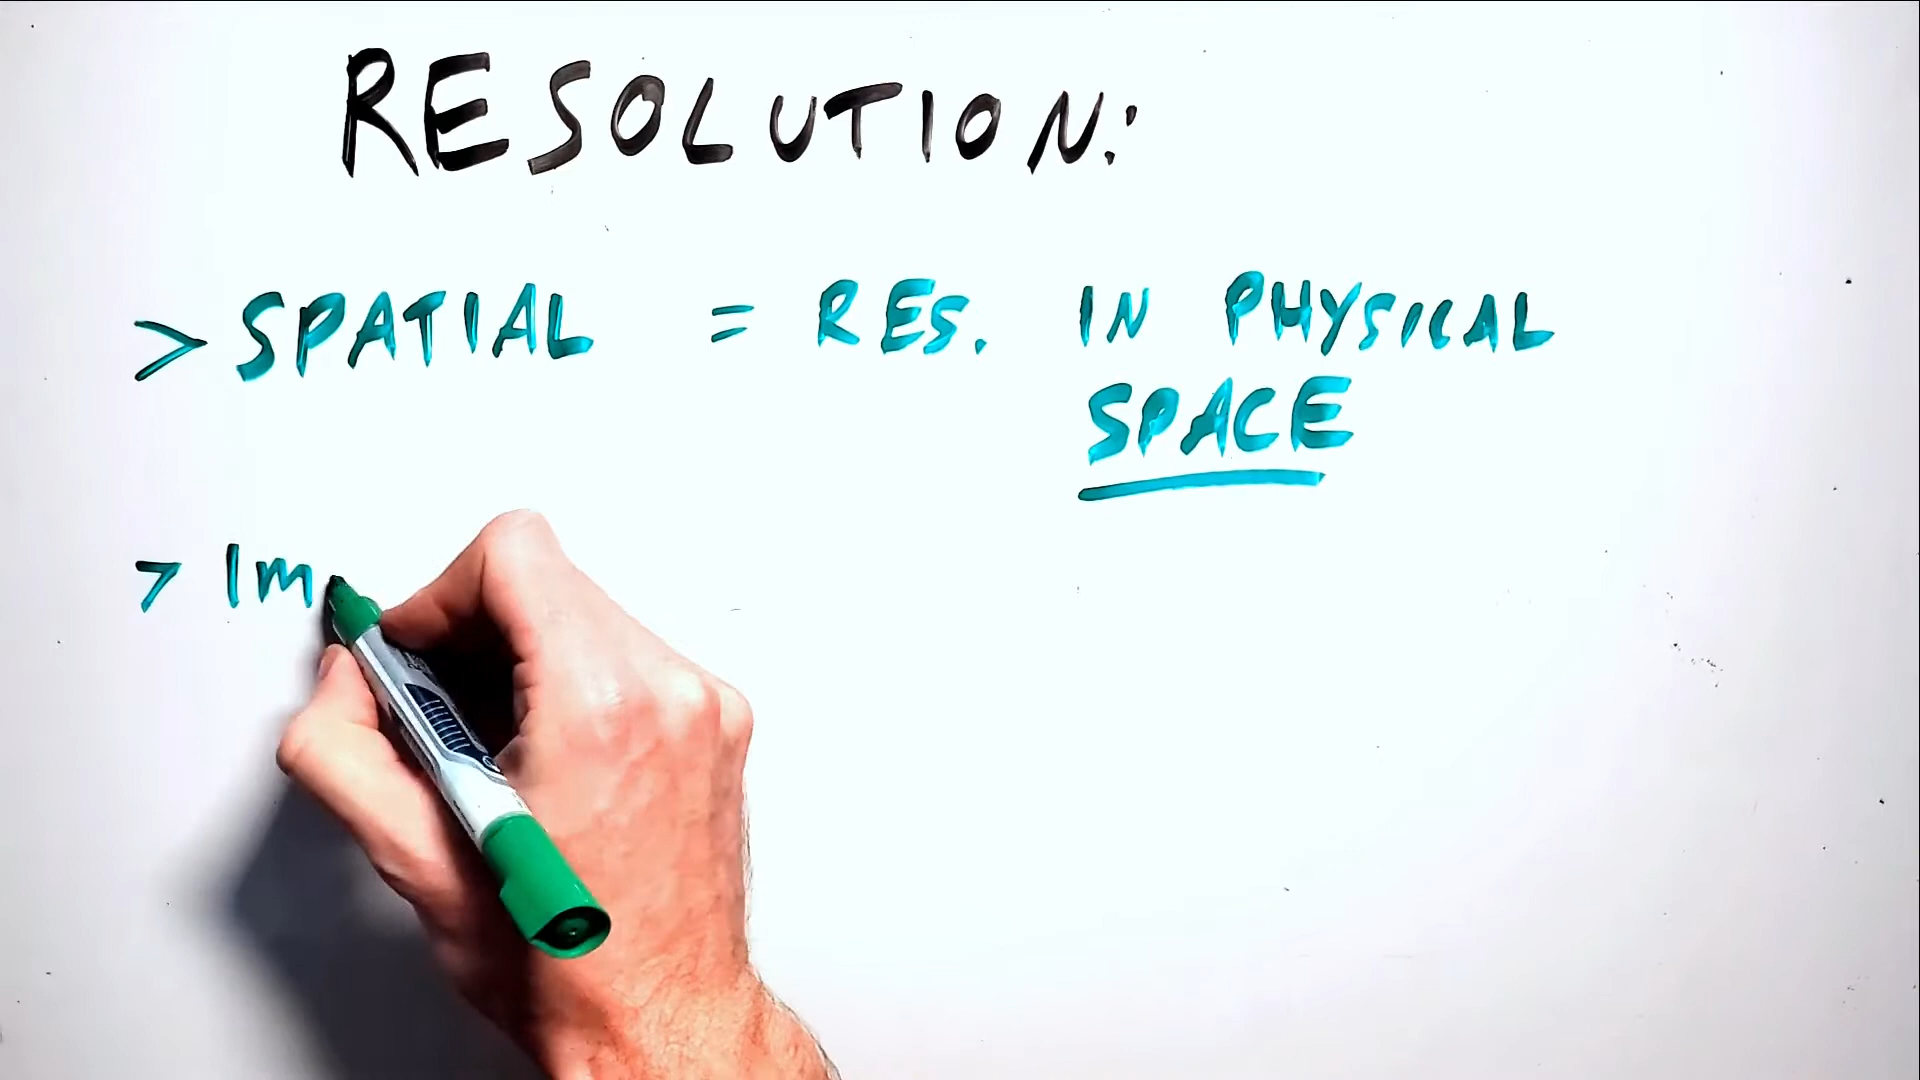 RESOLUTION:
> SPATIAL = RES. IN PHYSICAL
SPACE
> Im